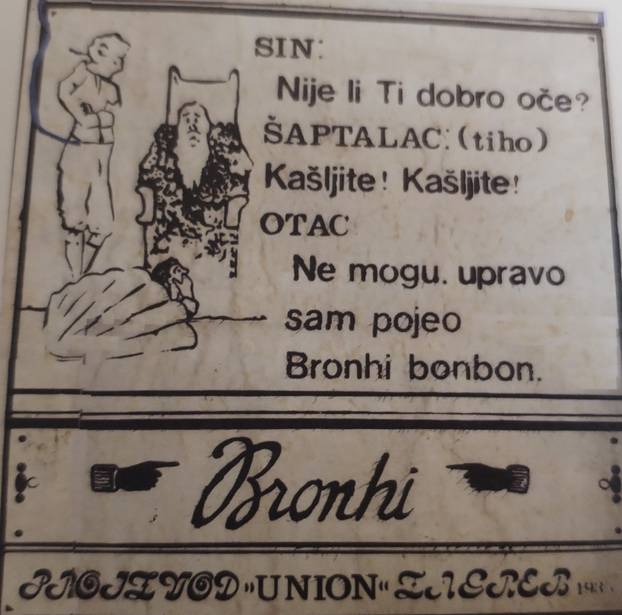 SIN:
Nije li Ti dobro oče?
ŠAPTALAC: (tiho)
Kašljite! Kašljite!
OTAC
Ne mogu. upravo
sam pojeo
Bronhi bonbon.
Bronhi
PROIZVOD »UNION« ZAGREB